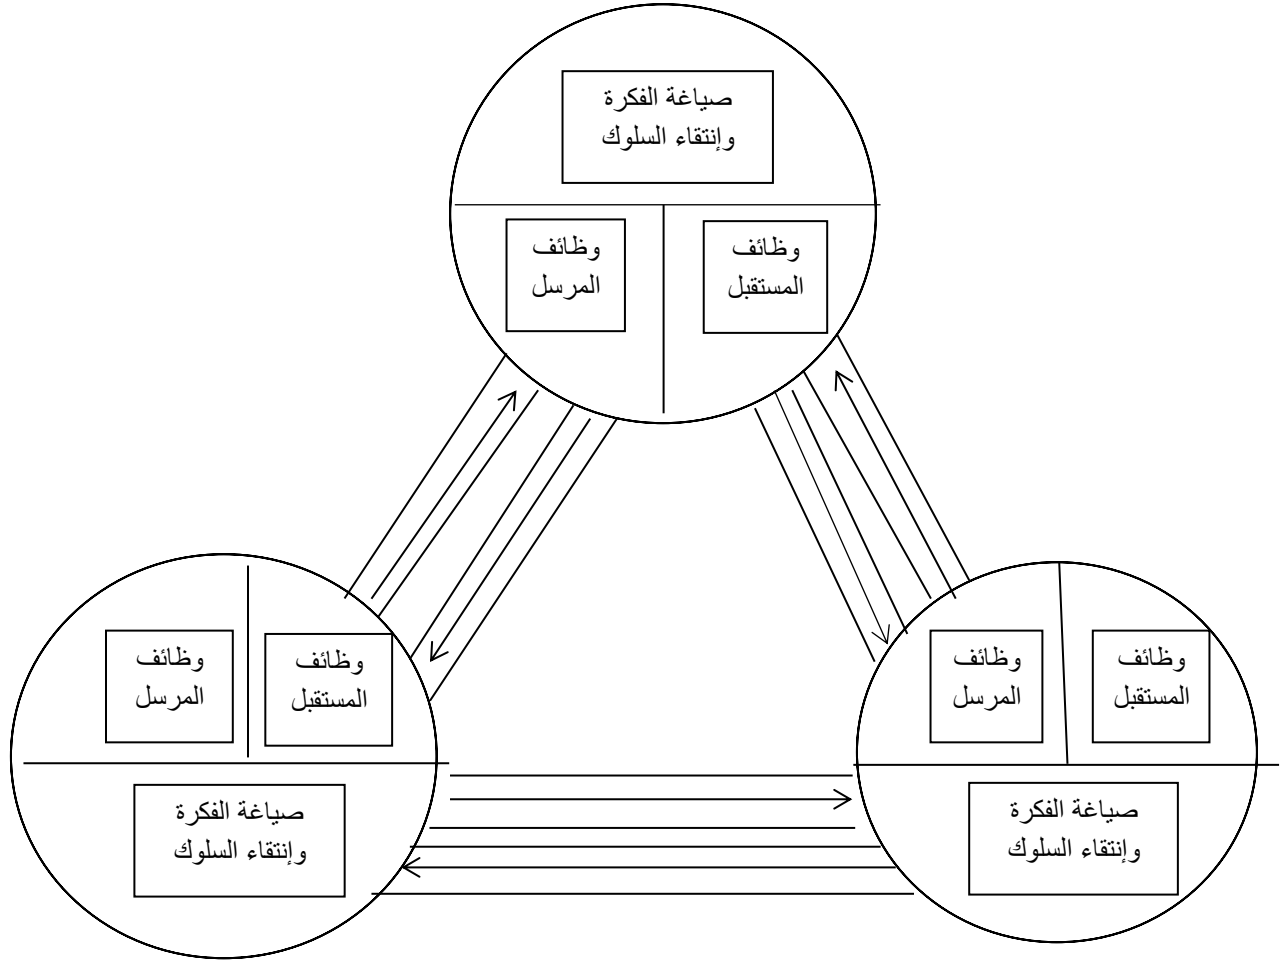 صياغة الفكرة
وإنتقاء السلوك
وظائف
المستقبل
وظائف
المرسل
وظائف
المستقبل
وظائف
المرسل
صياغة الفكرة
وإنتقاء السلوك
وظائف
المستقبل
وظائف
المرسل
صياغة الفكرة
وإنتقاء السلوك